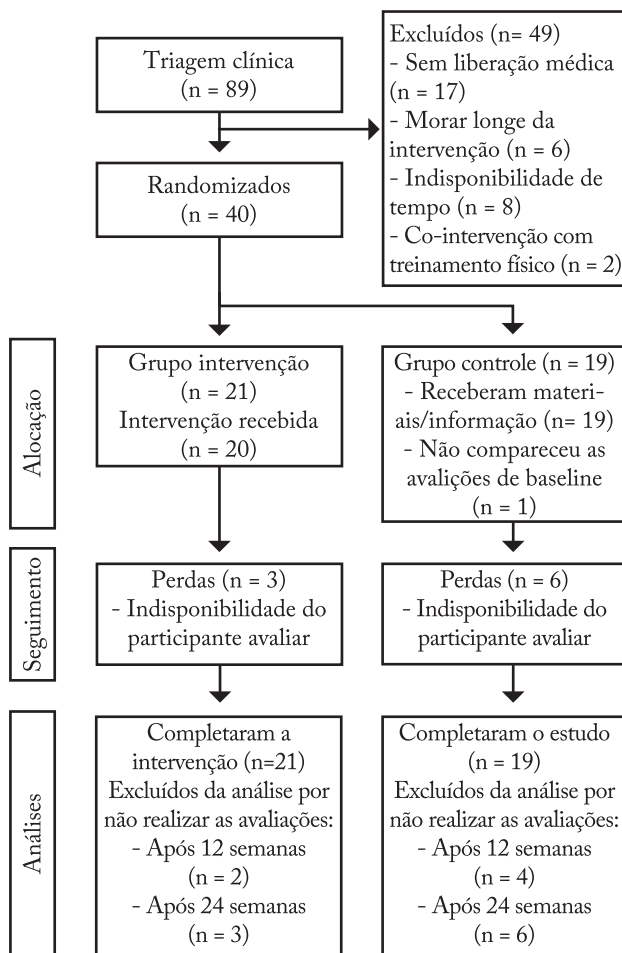 Triagem clínica
(n = 89)
Excluídos (n= 49)
- Sem liberação médica
(n = 17)
- Morar longe da
intervenção (n = 6)
- Indisponibilidade de
tempo (n = 8)
- Co-intervenção com
treinamento físico (n = 2)
Randomizados
(n = 40)
Alocação
Grupo intervenção
(n = 21)
Intervenção recebida
(n = 20)
Grupo controle (n = 19)
- Receberam materi-
ais/informação (n= 19)
- Não compareceu as
avalições de baseline
(n = 1)
Seguimento
Perdas (n = 3)
- Indisponibilidade do
participante avaliar
Perdas (n = 6)
- Indisponibilidade do
participante avaliar
Análises
Completaram a
intervenção (n=21)
Excluídos da análise por
não realizar as avaliações:
- Após 12 semanas
(n = 2)
- Após 24 semanas
(n = 3)
Completaram o estudo
(n = 19)
Excluídos da análise por
não realizar as avaliações:
- Após 12 semanas
(n = 4)
- Após 24 semanas
(n = 6)